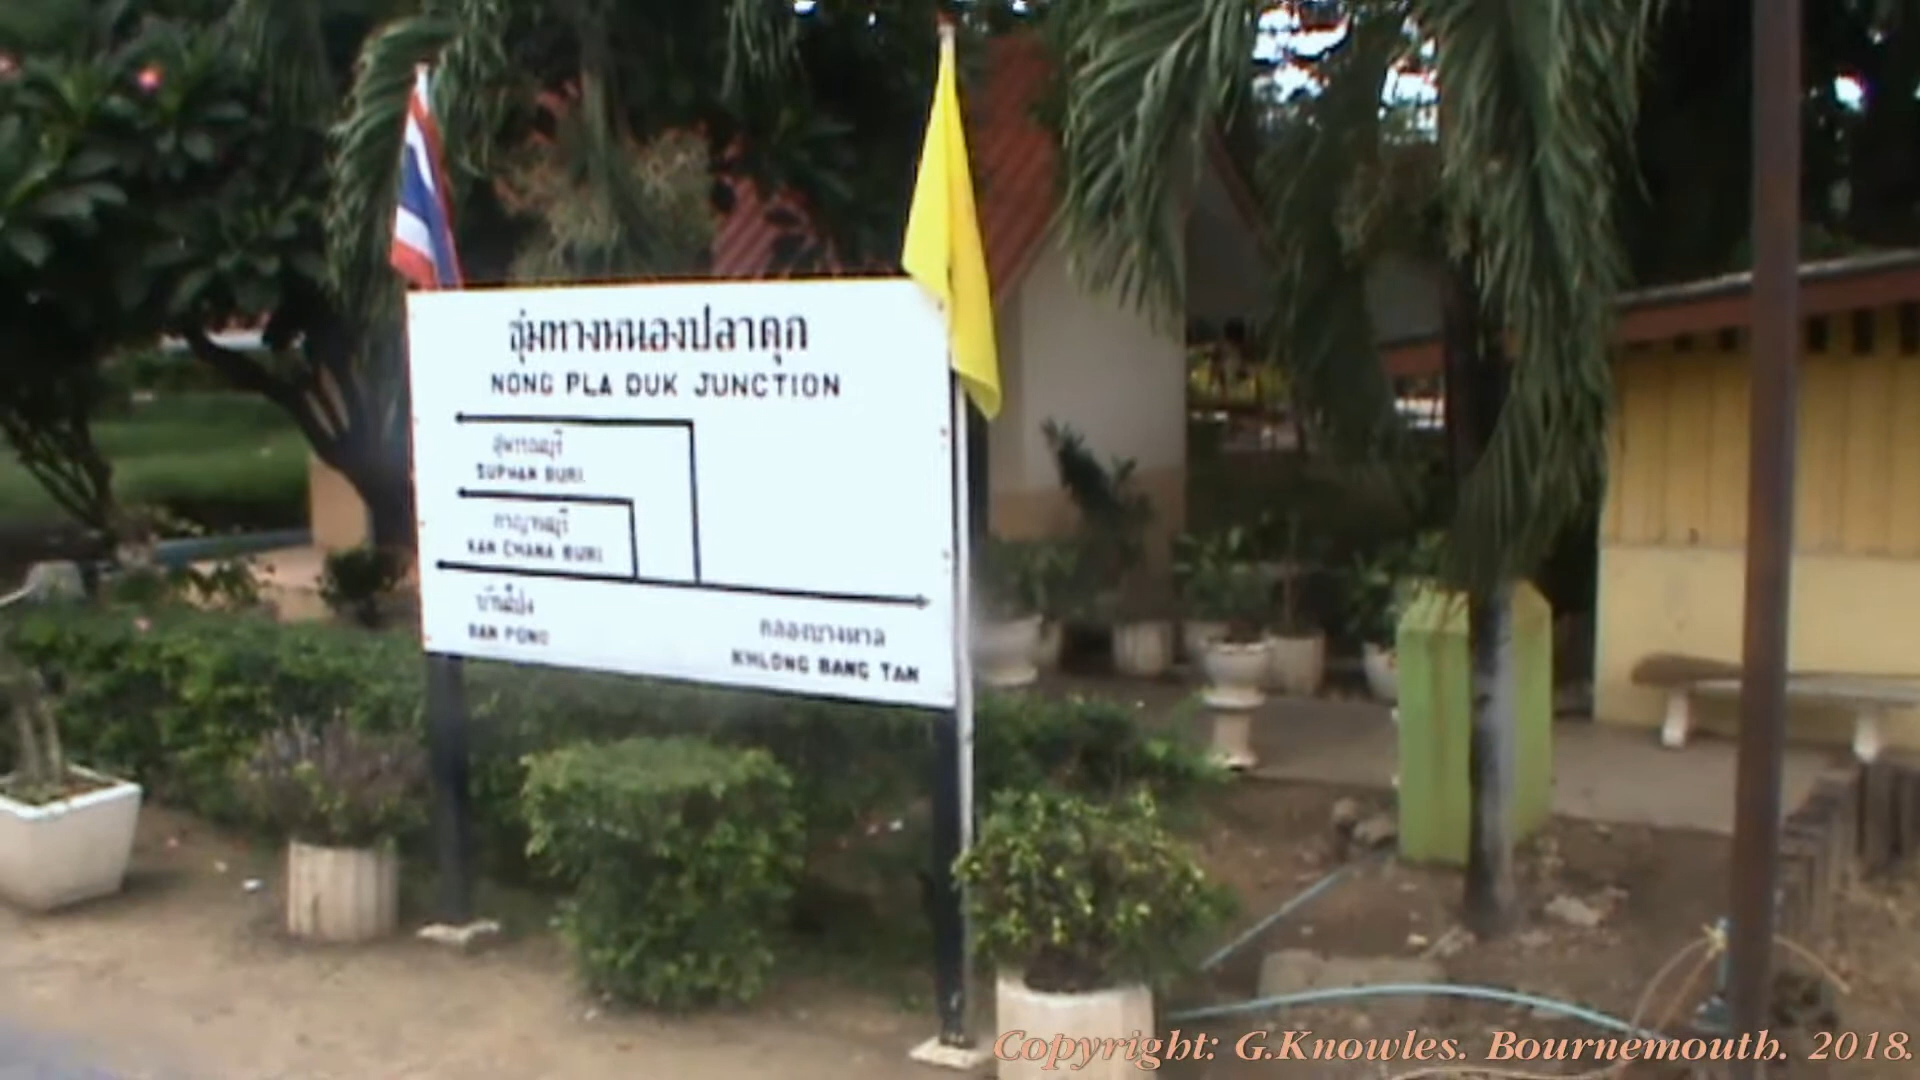 ชุมทางหนองปลาดุก
NONG PLA DUK JUNCTION
สุพรรณบุรี
SUPHAN BURI
กาญจนบุรี
KAN CHANA BURI
บ้านโป่ง
BAN PONG
คลองบางตาล
KHLONG BANG TAN
Copyright: G.Knowles. Bournemouth. 2018.